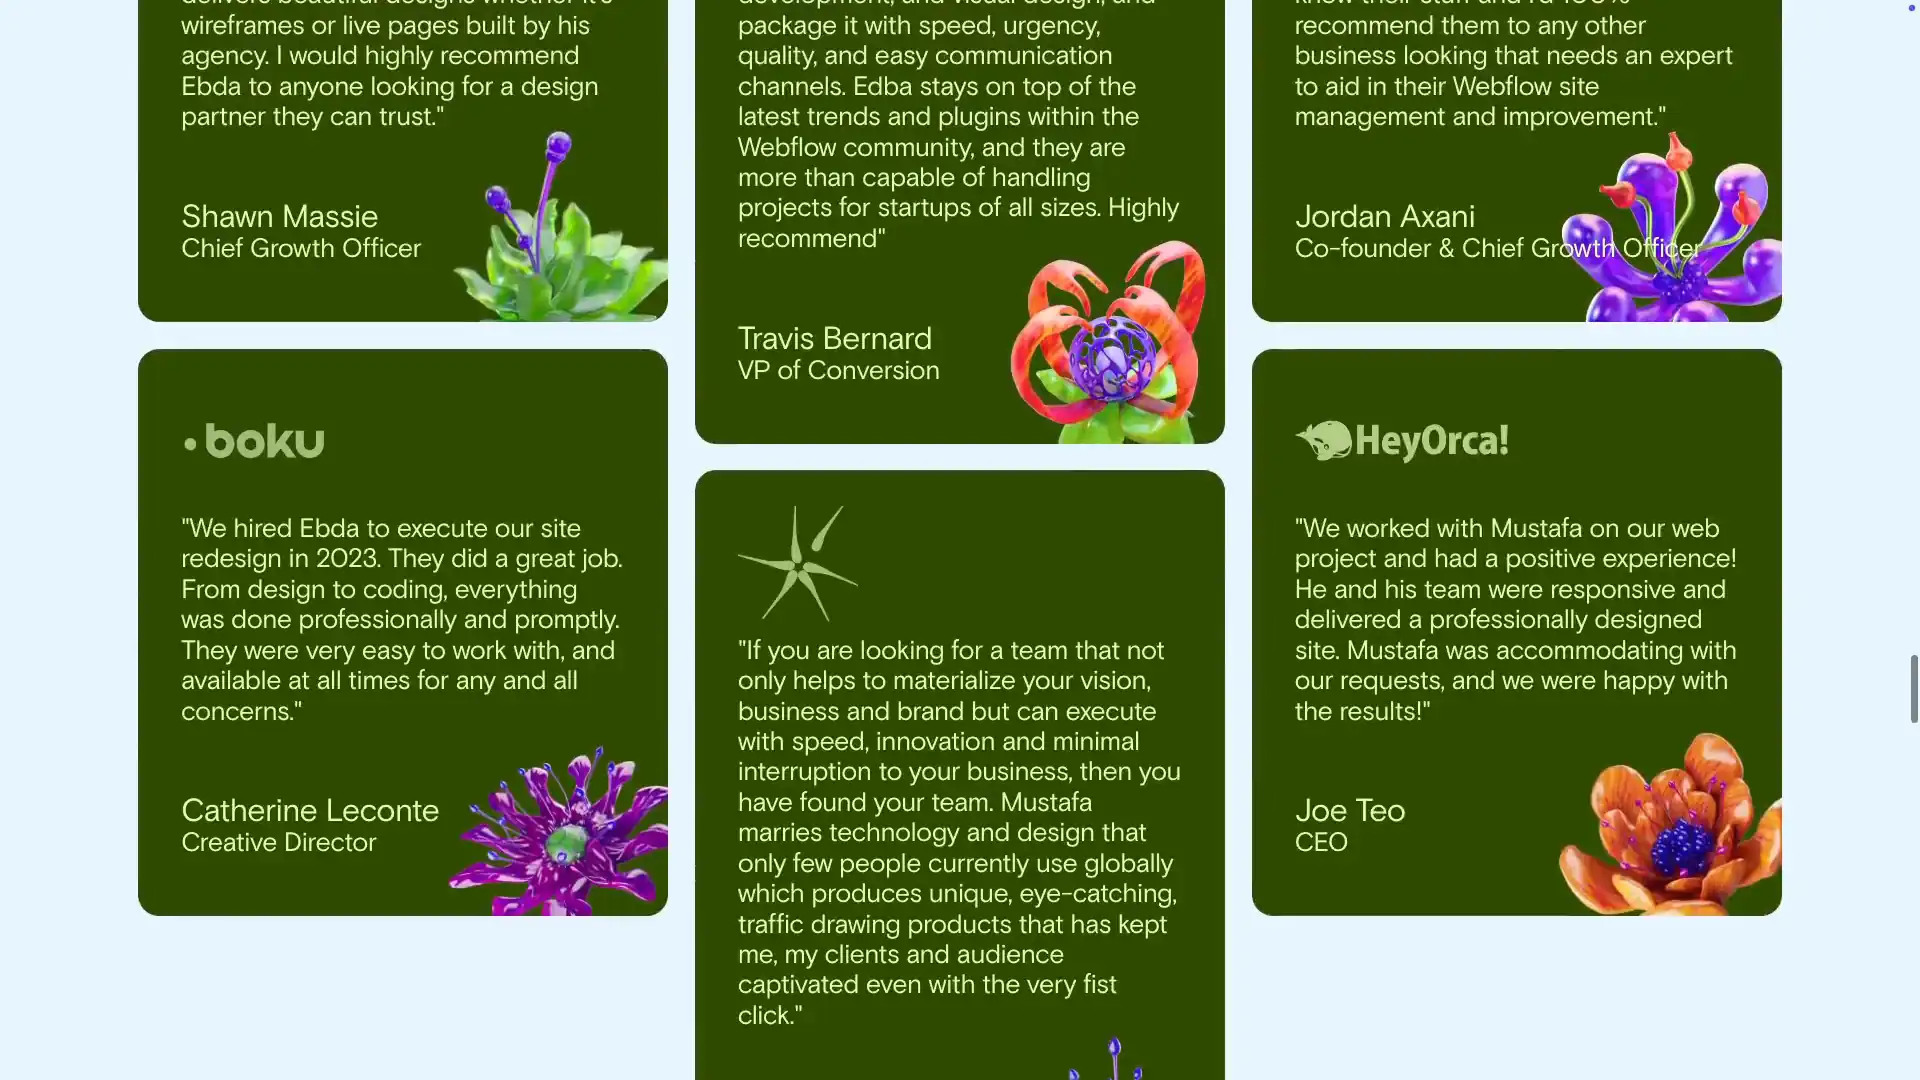 wireframes or live pages built by his
agency. I would highly recommend
Ebda to anyone looking for a design
partner they can trust."
Shawn Massie
Chief Growth Officer
boku
"We hired Ebda to execute our site
redesign in 2023. They did a great job.
From design to coding, everything
was done professionally and promptly.
They were very easy to work with, and
available at all times for any and all
concerns."
Catherine Leconte
Creative Director
development, and visual design, and
package it with speed, urgency,
quality, and easy communication
channels. Edba stays on top of the
latest trends and plugins within the
Webflow community, and they are
more than capable of handling
projects for startups of all sizes. Highly
recommend"
Travis Bernard
VP of Conversion
"If you are looking for a team that not
only helps to materialize your vision,
business and brand but can execute
with speed, innovation and minimal
interruption to your business, then you
have found your team. Mustafa
marries technology and design that
only few people currently use globally
which produces unique, eye-catching,
traffic drawing products that has kept
me, my clients and audience
captivated even with the very fist
click."
recommend them to any other
business looking that needs an expert
to aid in their Webflow site
management and improvement."
Jordan Axani
Co-founder & Chief Growth Officer
HeyOrca!
"We worked with Mustafa on our web
project and had a positive experience!
He and his team were responsive and
delivered a professionally designed
site. Mustafa was accommodating with
our requests, and we were happy with
the results!"
Joe Teo
CEO